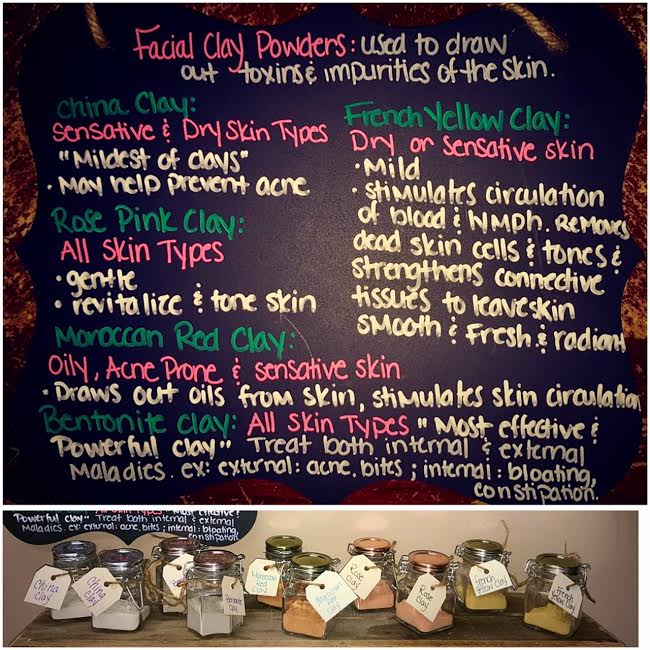 Facial Clay Powders: used to draw
out toxins & impurities of the skin.
China Clay:
Sensative & Dry Skin Types
"Mildest of clays"
• May help prevent acne
Rose Pink Clay:
All Skin Types
• gentle
• revitalize & tone skin
French Yellow Clay:
Dry or sensative skin
• Mild
• stimulates circulation
of blood & NMPH. Removes
dead skin cells & tones &
strengthens connective
tissues to leave skin
smooth & Fresh & radiant
Moroccan Red Clay:
Oily, Acne Prone & sensative skin
• Draws out oils from skin, stimulates skin circulation
Bentonite clay: All Skin Types "Most effective &
Powerful clay" Treat both internal & external
Maladies. ex: external: acne, bites ; internal: bloating,
constipation.
Powerful clay" Treat both internal & external
Maladies. ex: external: acne, bites ; internal: bloating,
constipation
China
Clay
China
Clay
Bentonite
Clay
Moroccan
Red
Clay
Moroccan
Red
Clay
Rose
Clay
Rose
Clay
French
Yellow
Clay
French
Yellow Clay